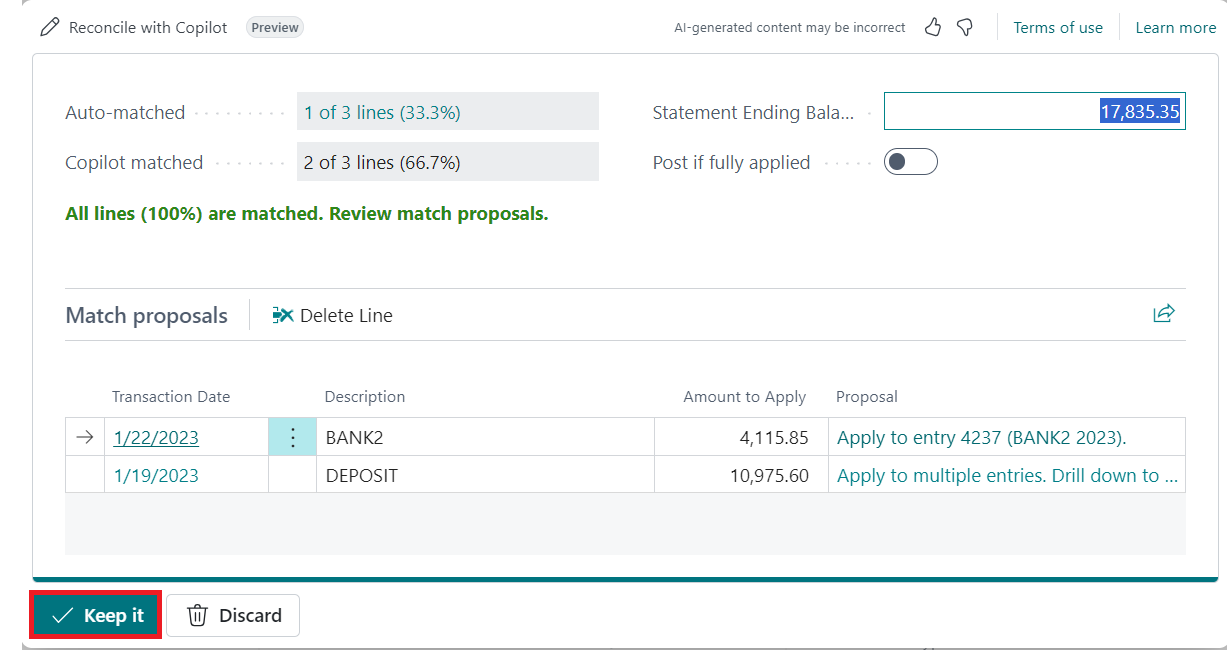 Reconcile with Copilot Preview AI-generated content may be incorrect Terms of use Learn more
Auto-matched 1 of 3 lines (33.3%) Statement Ending Bala... 17,835.35
Copilot matched 2 of 3 lines (66.7%) Post if fully applied
All lines (100%) are matched. Review match proposals.
Match proposals Delete Line
Transaction Date Description Amount to Apply Proposal
1/22/2023 BANK2 4,115.85 Apply to entry 4237 (BANK2 2023).
1/19/2023 DEPOSIT 10,975.60 Apply to multiple entries. Drill down to ...
Keep it Discard